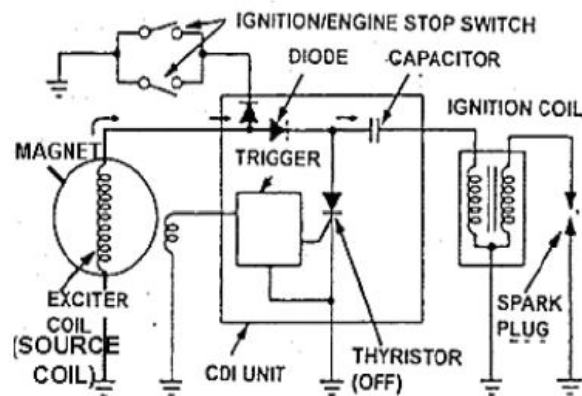 IGNITION/ENGINE STOP SWITCH
DIODE
CAPACITOR
IGNITION COIL
MAGNET
TRIGGER
EXCITER
COIL
(SOURCE
COIL)
CDI UNIT
THYRISTOR
(OFF)
SPARK
PLUG